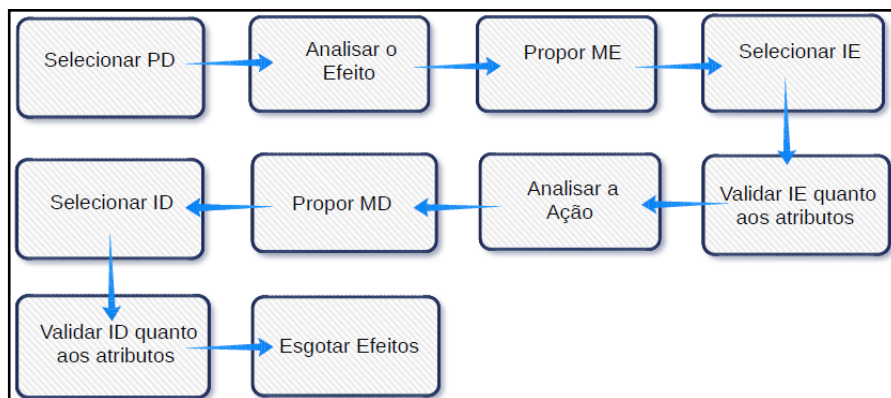 Selecionar PD
Analisar o
Efeito
Propor ME
Selecionar IE
Selecionar ID
Propor MD
Analisar a
Ação
Validar IE quanto
aos atributos
Validar ID quanto
aos atributos
Esgotar Efeitos